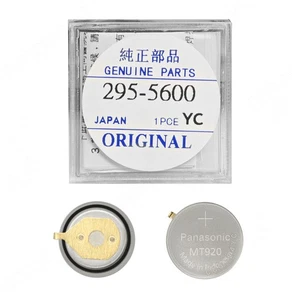 純正部品
GENUINE PARTS
295-5600
JAPAN 1PCE YC
ORIGINAL
Panasonic
MT920